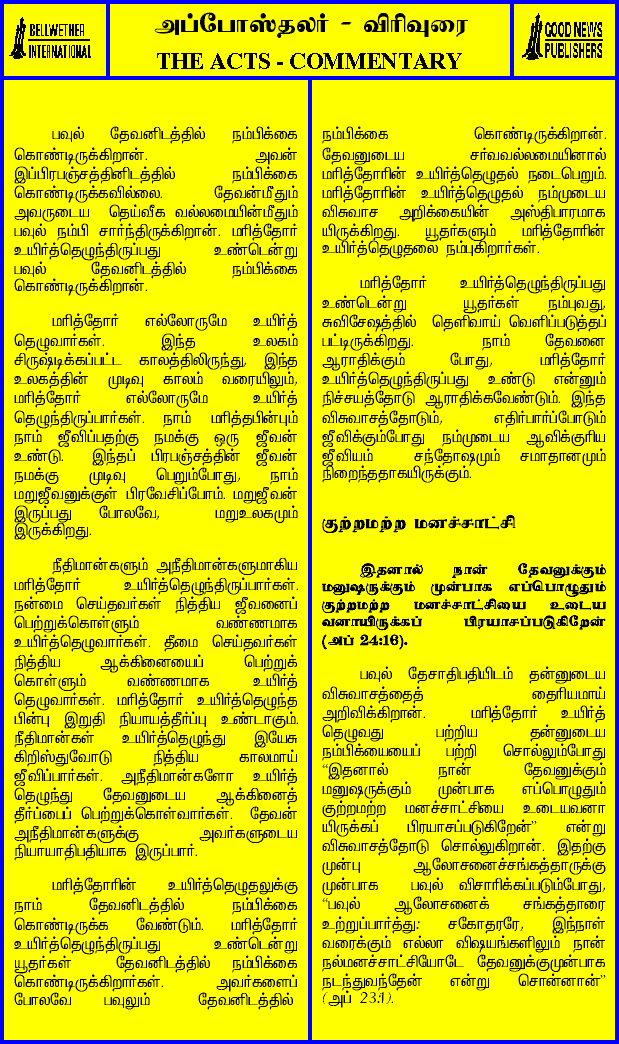 BELLWETHER
INTERNATIONAL
அப்போஸ்தலர் - விரிவுரை
THE ACTS - COMMENTARY
GOOD NEWS
PUBLISHERS
பவுல் தேவனிடத்தில் நம்பிக்கை
கொண்டிருக்கிறான். அவன்
இப்பிரபஞ்சத்தினிடத்தில் நம்பிக்கை
கொண்டிருக்கவில்லை. தேவன்மீதும்
அவருடைய தெய்வீக வல்லமையின்மீதும்
பவுல் நம்பி சார்ந்திருக்கிறான். மரித்தோர்
உயிர்த்தெழுந்திருப்பது உண்டென்று
பவுல் தேவனிடத்தில் நம்பிக்கை
கொண்டிருக்கிறான்.
மரித்தோர் எல்லோருமே உயிர்த்
தெழுவார்கள். இந்த உலகம்
சிருஷ்டிக்கப்பட்ட காலத்திலிருந்து, இந்த
உலகத்தின் முடிவு காலம் வரையிலும்,
மரித்தோர் எல்லோருமே உயிர்த்
தெழுந்திருப்பார்கள். நாம் மரித்தபின்பும்
நாம் ஜீவிப்பதற்கு நமக்கு ஒரு ஜீவன்
உண்டு. இந்தப் பிரபஞ்சத்தின் ஜீவன்
நமக்கு முடிவு பெறும்போது, நாம்
மறுஜீவனுக்குள் பிரவேசிப்போம். மறுஜீவன்
இருப்பது போலவே, மறுஉலகமும்
இருக்கிறது.
நீதிமான்களும் அநீதிமான்களுமாகிய
மரித்தோர் உயிர்த்தெழுந்திருப்பார்கள்.
நன்மை செய்தவர்கள் நித்திய ஜீவனைப்
பெற்றுக்கொள்ளும் வண்ணமாக
உயிர்த்தெழுவார்கள். தீமை செய்தவர்கள்
நித்திய ஆக்கினையைப் பெற்றுக்
கொள்ளும் வண்ணமாக உயிர்த்
தெழுவார்கள். மரித்தோர் உயிர்த்தெழுந்த
பின்பு இறுதி நியாயத்தீர்ப்பு உண்டாகும்.
நீதிமான்கள் உயிர்த்தெழுந்து இயேசு
கிறிஸ்துவோடு நித்திய காலமாய்
ஜீவிப்பார்கள். அநீதிமான்களோ உயிர்த்
தெழுந்து தேவனுடைய ஆக்கினைத்
தீர்ப்பைப் பெற்றுக்கொள்வார்கள். தேவன்
அநீதிமான்களுக்கு அவர்களுடைய
நியாயாதிபதியாக இருப்பார்.
மரித்தோரின் உயிர்த்தெழுதலுக்கு
நாம் தேவனிடத்தில் நம்பிக்கை
கொண்டிருக்க வேண்டும். மரித்தோர்
உயிர்த்தெழுந்திருப்பது உண்டென்று
யூதர்கள் தேவனிடத்தில் நம்பிக்கை
கொண்டிருக்கிறார்கள். அவர்களைப்
போலவே பவுலும் தேவனிடத்தில்
நம்பிக்கை கொண்டிருக்கிறான்.
தேவனுடைய சர்வவல்லமையினால்
மரித்தோரின் உயிர்த்தெழுதல் நடைபெறும்.
மரித்தோரின் உயிர்த்தெழுதல் நம்முடைய
விசுவாச அறிக்கையின் அஸ்திபாரமாக
யிருக்கிறது. யூதர்களும் மரித்தோரின்
உயிர்த்தெழுதலை நம்புகிறார்கள்.
மரித்தோர் உயிர்த்தெழுந்திருப்பது
உண்டென்று யூதர்கள் நம்புவது,
சுவிசேஷத்தில் தெளிவாய் வெளிப்படுத்தப்
பட்டிருக்கிறது. நாம் தேவனை
ஆராதிக்கும் போது, மரித்தோர்
உயிர்த்தெழுந்திருப்பது உண்டு என்னும்
நிச்சயத்தோடு ஆராதிக்கவேண்டும். இந்த
விசுவாசத்தோடும், எதிர்பார்ப்போடும்
ஜீவிக்கும்போது நம்முடைய ஆவிக்குரிய
ஜீவியம் சந்தோஷமும் சமாதானமும்
நிறைந்ததாகயிருக்கும்.
குற்றமற்ற மனச்சாட்சி
இதனால் நான் தேவனுக்கும்
மனுஷருக்கும் முன்பாக எப்பொழுதும்
குற்றமற்ற மனச்சாட்சியை உடைய
வனாயிருக்கப் பிரயாசப்படுகிறேன்
(அப் 24:16).
பவுல் தேசாதிபதியிடம் தன்னுடைய
விசுவாசத்தைத் தைரியமாய்
அறிவிக்கிறான். மரித்தோர் உயிர்த்
தெழுவது பற்றிய தன்னுடைய
நம்பிக்கையைப் பற்றி சொல்லும்போது
“இதனால் நான் தேவனுக்கும்
மனுஷருக்கும் முன்பாக எப்பொழுதும்
குற்றமற்ற மனச்சாட்சியை உடையவனா
யிருக்கப் பிரயாசப்படுகிறேன்” என்று
விசுவாசத்தோடு சொல்லுகிறான். இதற்கு
முன்பு ஆலோசனைச்சங்கத்தாருக்கு
முன்பாக பவுல் விசாரிக்கப்படும்போது,
“பவுல் ஆலோசனைக் சங்கத்தாரை
உற்றுப்பார்த்து: சகோதரரே, இந்நாள்
வரைக்கும் எல்லா விஷயங்களிலும் நான்
நல்மனச்சாட்சியோடே தேவனுக்குமுன்பாக
நடந்துவந்தேன் என்று சொன்னான்”
(அப் 23:1).